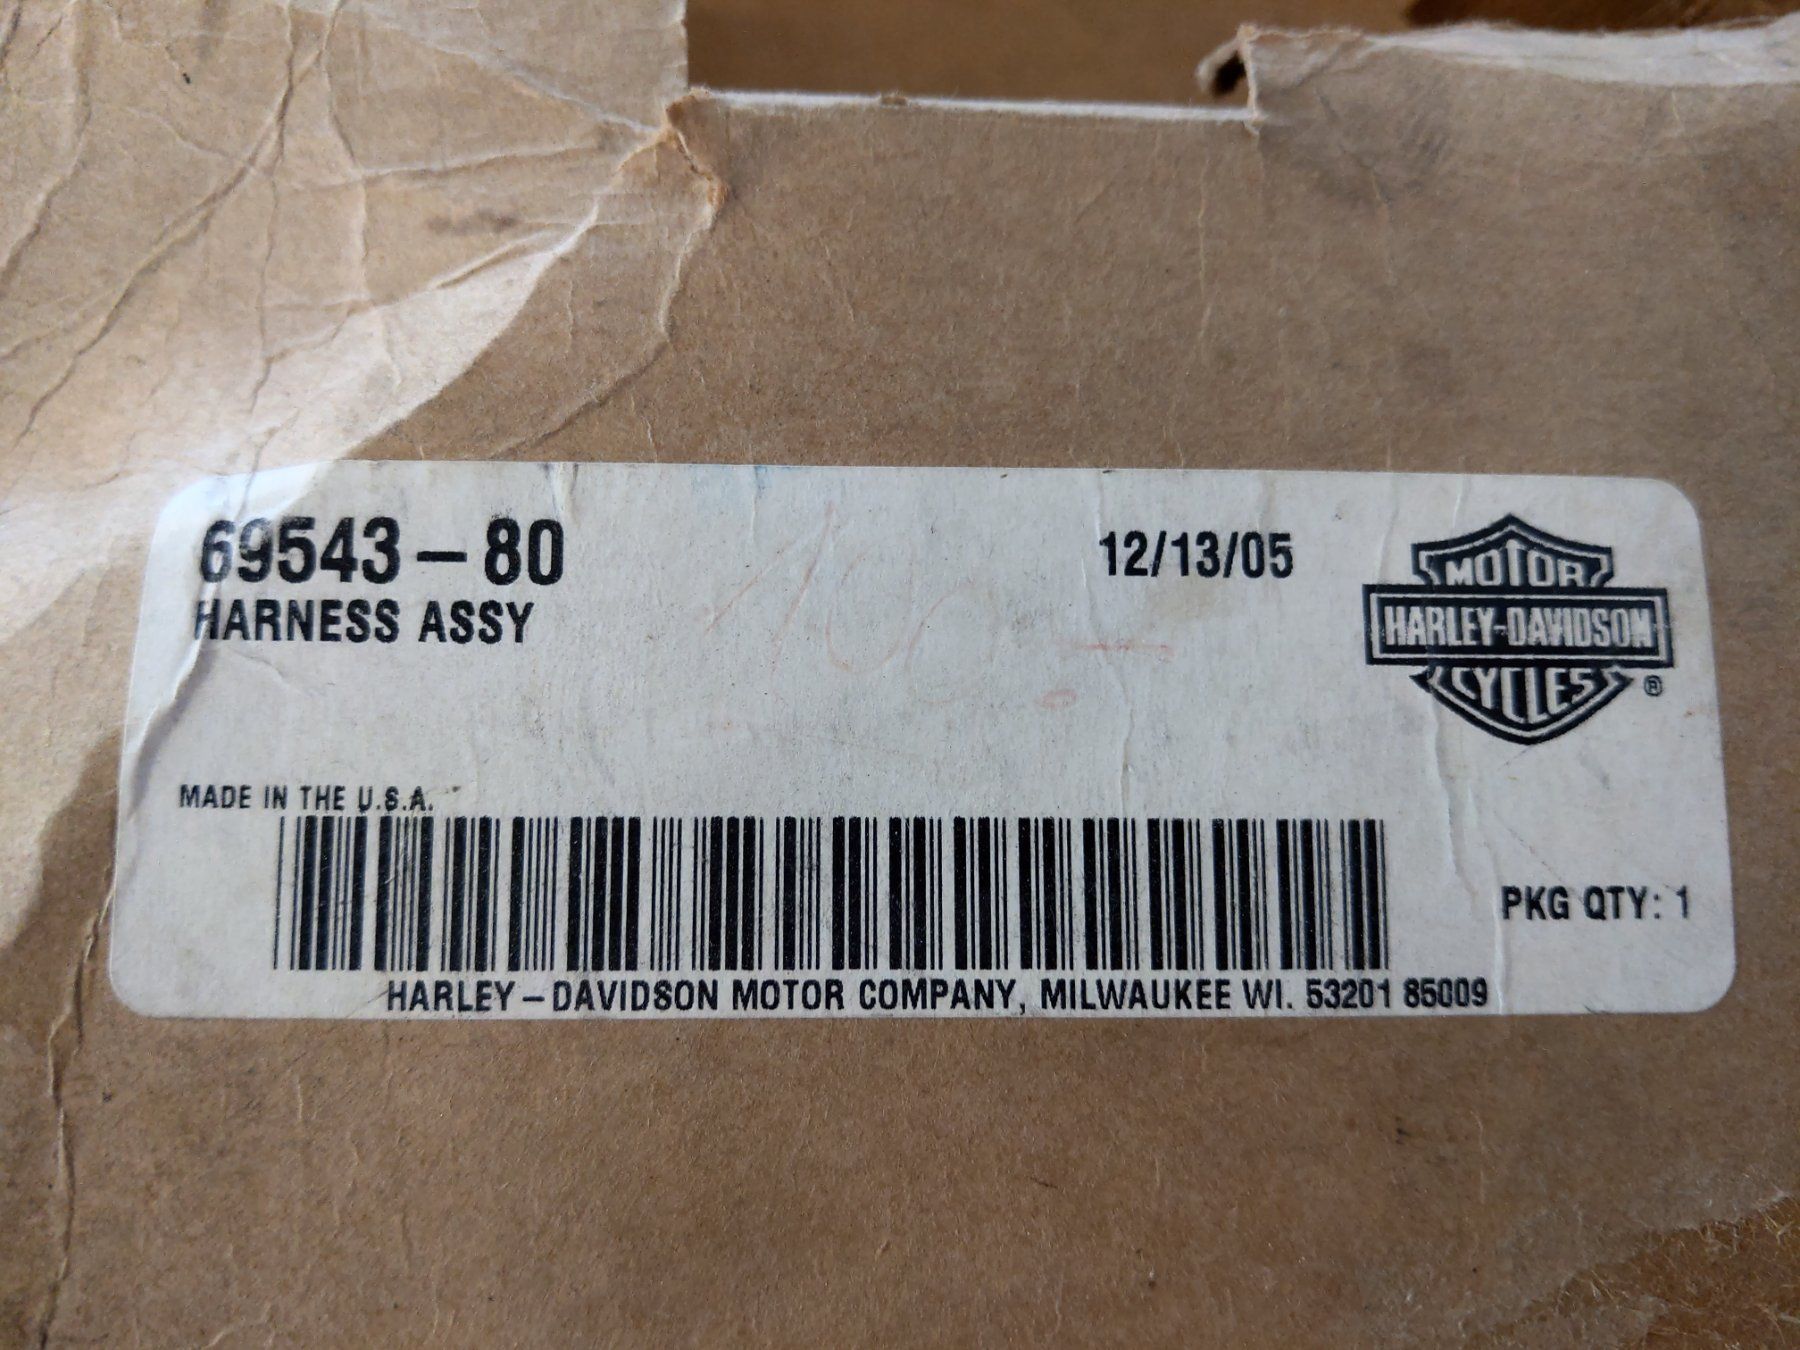 69543-80
12/13/05
HARNESS ASSY
MOTOR
HARLEY-DAVIDSON
CYCLES
®
100.-
MADE IN THE U.S.A.
PKG QTY: 1
HARLEY-DAVIDSON MOTOR COMPANY, MILWAUKEE WI. 53201 85009